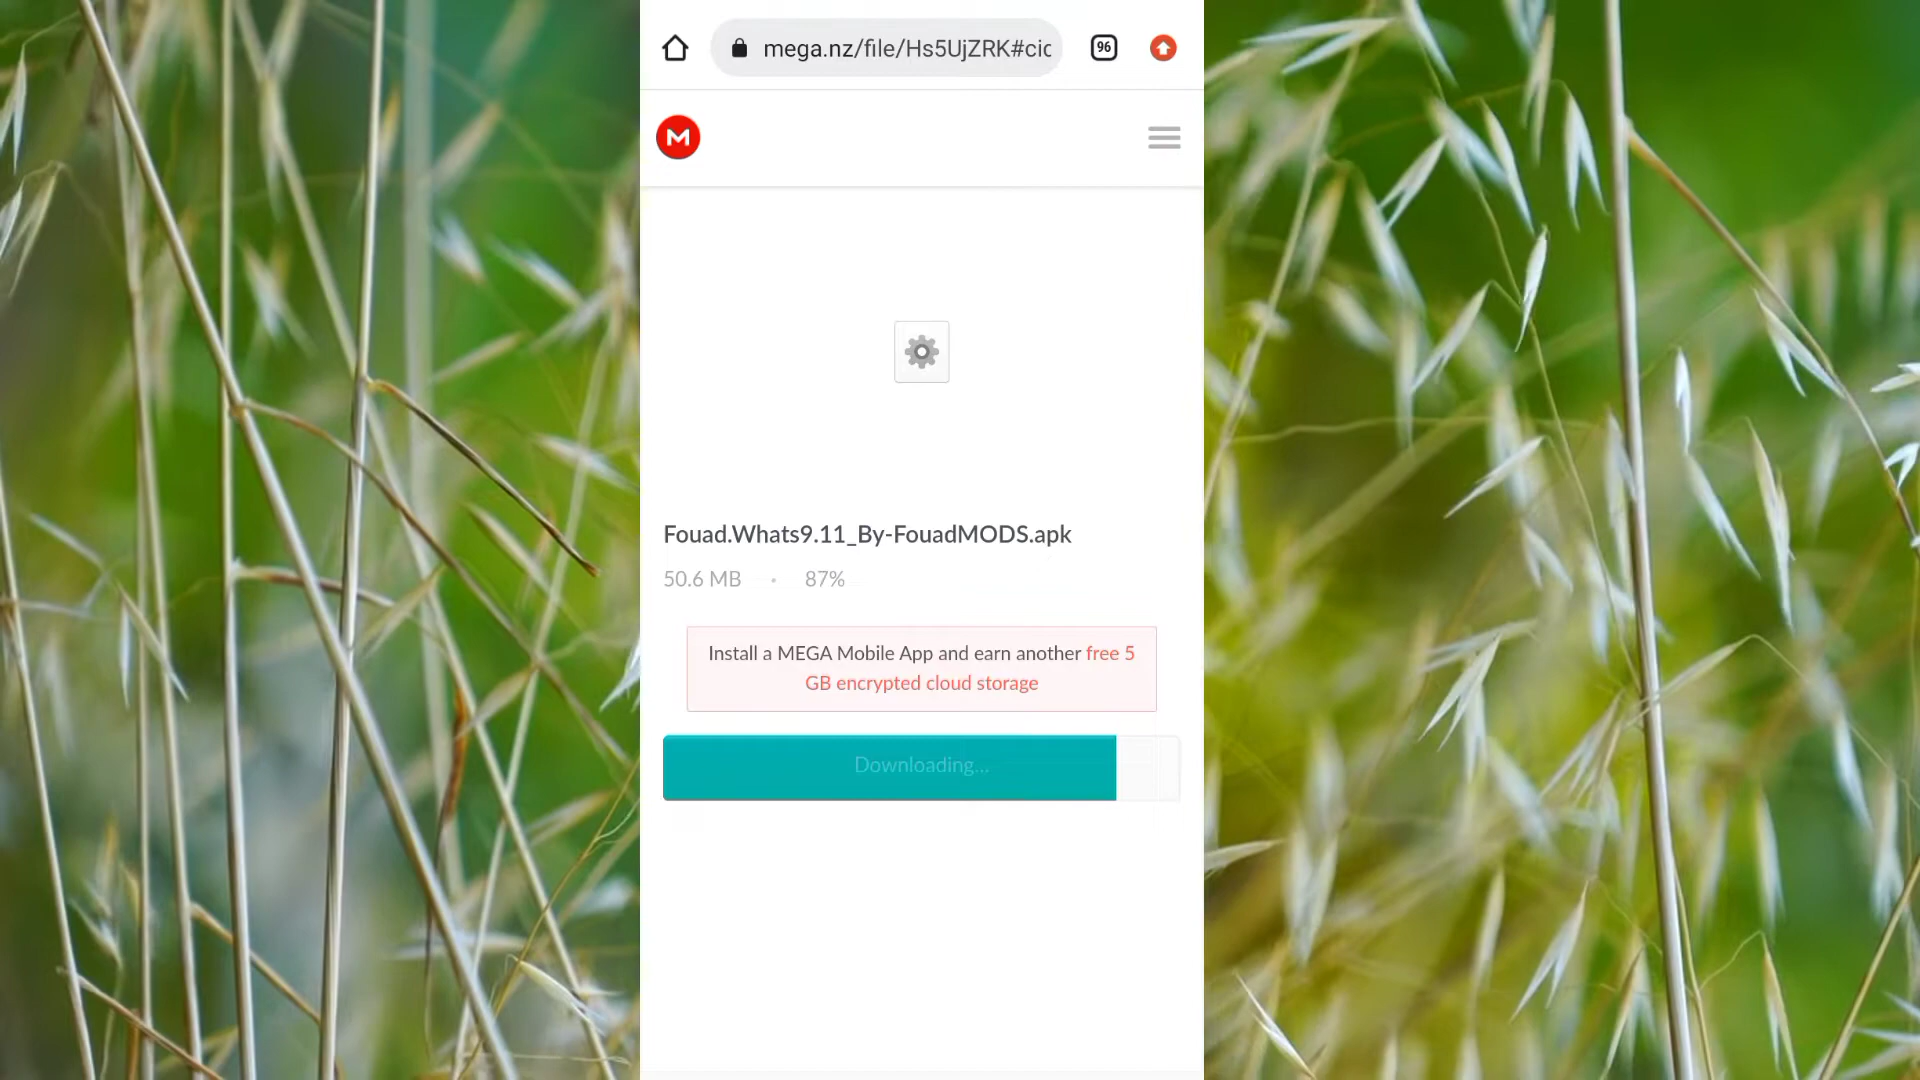 mega.nz/file/Hs5UjZRK#cic
96
M
Fouad.Whats9.11_By-FouadMODS.apk
50.6 MB • 87%
Install a MEGA Mobile App and earn another free 5
GB encrypted cloud storage
Downloading...